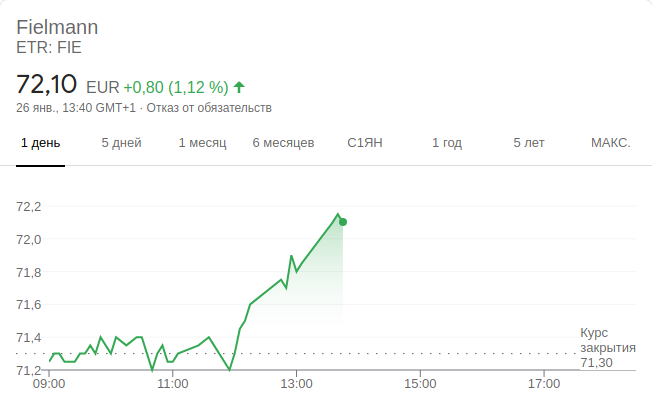 Fielmann
ETR: FIE
72,10 EUR +0,80 (1,12 %)
26 янв., 13:40 GMT+1 · Отказ от обязательств
1 день 5 дней 1 месяц 6 месяцев С1ЯН 1 год 5 лет МАКС.
72,2
72,0
71,8
71,6
71,4
71,2
Курс
закрытия
71,30
09:00 11:00 13:00 15:00 17:00